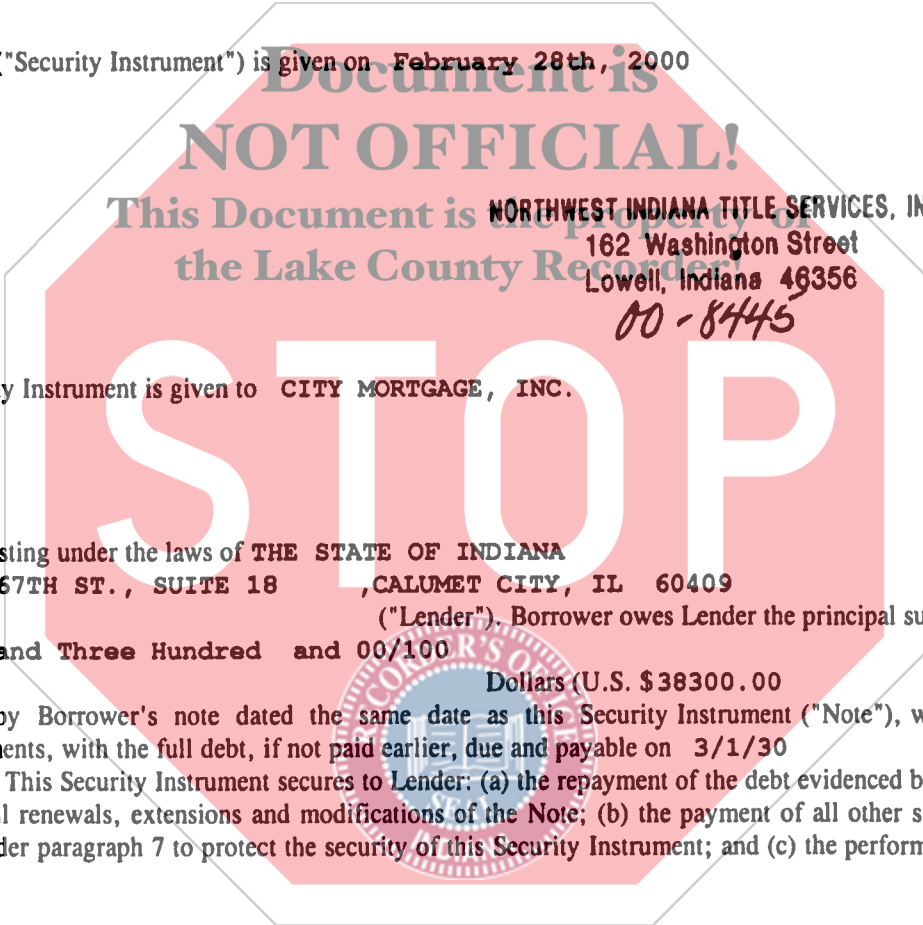 ("Security Instrument") is given on February 28th, 2000
Document is
NOT OFFICIAL!
This Document is the property of
the Lake County Recorder!
NORTHWEST INDIANA TITLE SERVICES, IN
162 Washington Street
Lowell, Indiana 46356
00-8445
y Instrument is given to CITY MORTGAGE, INC.
STOP
sting under the laws of THE STATE OF INDIANA
67TH ST., SUITE 18 ,CALUMET CITY, IL 60409
("Lender"). Borrower owes Lender the principal su
and Three Hundred and 00/100
Dollars (U.S. $38300.00
by Borrower's note dated the same date as this Security Instrument ("Note"), w
ents, with the full debt, if not paid earlier, due and payable on 3/1/30
This Security Instrument secures to Lender: (a) the repayment of the debt evidenced b
l renewals, extensions and modifications of the Note; (b) the payment of all other s
der paragraph 7 to protect the security of this Security Instrument; and (c) the perform
RECORDER'S OFFICE
SEAL
INDIANA